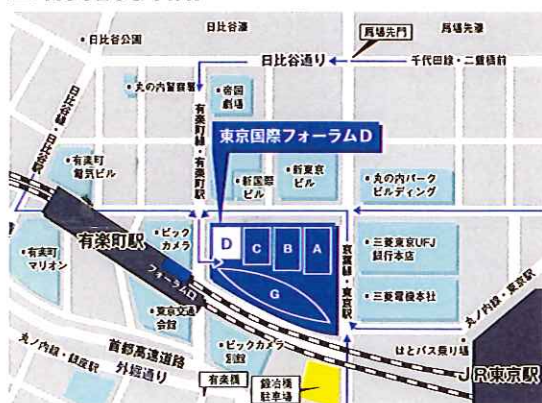 日比谷濠
馬場先濠
馬場先門
日比谷公園
日比谷通り
千代田線・二重橋前
丸の内警察署
帝国
劇場
日比谷線・日比谷駅
有楽町線・有楽町駅
東京国際フォーラムD
有楽町
電気ビル
新国際
ビル
新東京
ビル
丸の内パーク
ビルディング
有楽町駅
ビック
カメラ
D
C
B
A
G
京葉線・東京駅
三菱東京UFJ
銀行本店
有楽町
マリオン
フォーラム口
三菱電機本社
東京交通
会館
丸ノ内線・東京駅
首都高速道路
外堀通り
ビックカメラ
別館
はとバス乗り場
丸ノ内線・銀座駅
有楽橋
鍛冶橋
駐車場
JR東京駅